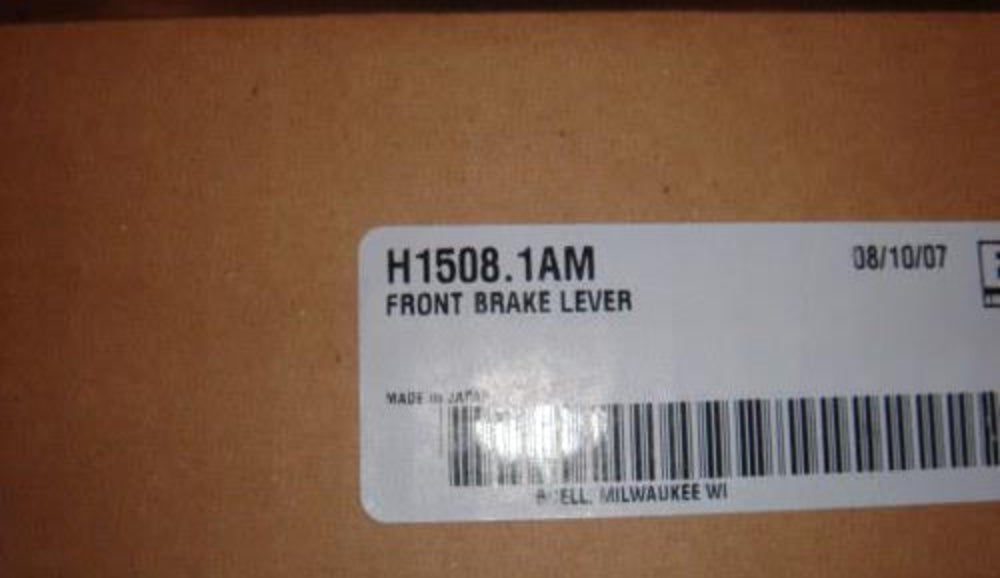 H1508.1AM 08/10/07
FRONT BRAKE LEVER
MADE IN JAPAN
MILWAUKEE WI